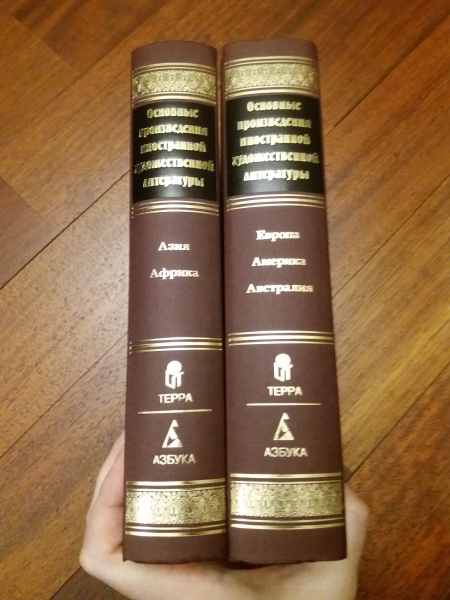 Основные
произведения
иностранной
художественной
литературы
Азия
Африка
ТЕРРА
АЗБУКА
Основные
произведения
иностранной
художественной
литературы
Европа
Америка
Австралия
ТЕРРА
АЗБУКА